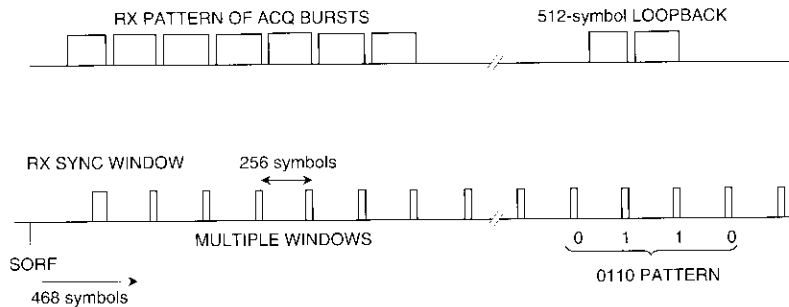 RX PATTERN OF ACQ BURSTS
512-symbol LOOPBACK
RX SYNC WINDOW
256 symbols
MULTIPLE WINDOWS
0 1 1 0
SORF
0110 PATTERN
468 symbols